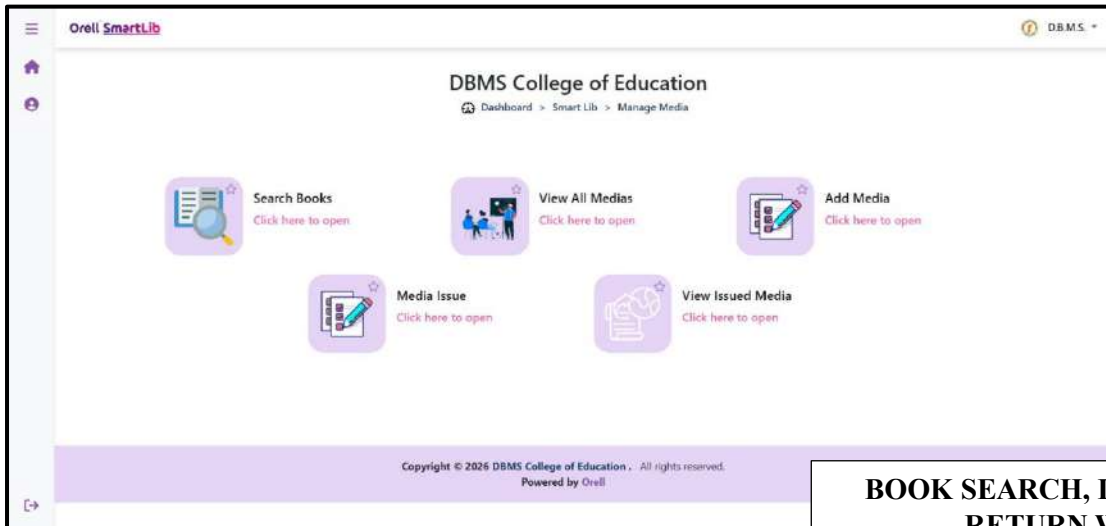 Orell SmartLib
D.B.M.S.
DBMS College of Education
Dashboard > Smart Lib > Manage Media
Search Books
Click here to open
View All Medias
Click here to open
Add Media
Click here to open
Media Issue
Click here to open
View Issued Media
Click here to open
Copyright © 2026 DBMS College of Education . All rights reserved.
Powered by Orell
BOOK SEARCH,
RETURN